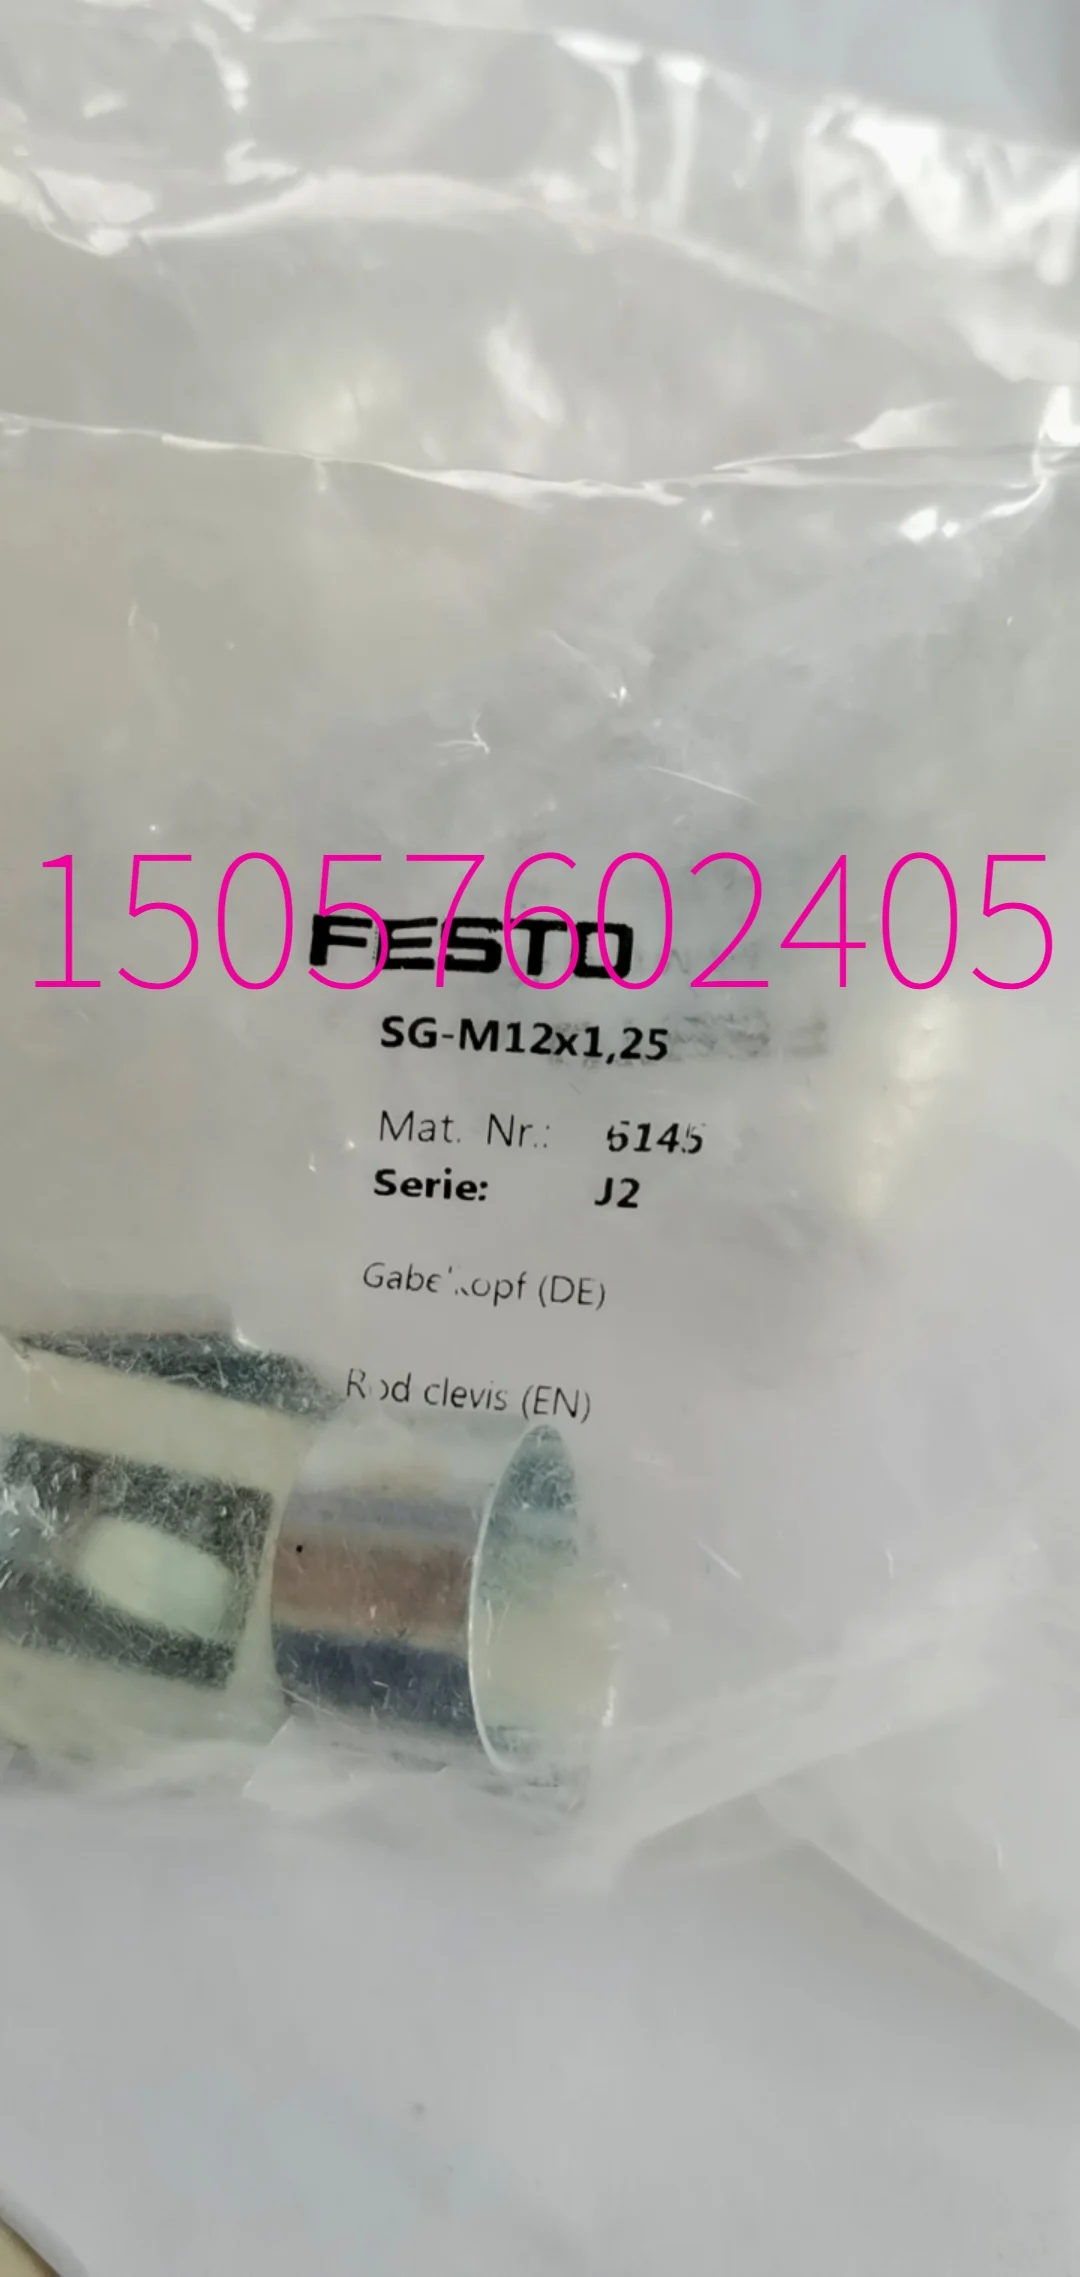 15057602405
FESTO
SG-M12x1,25
Mat. Nr.: 6145
Serie: J2
Gabelkopf (DE)
Rod clevis (EN)